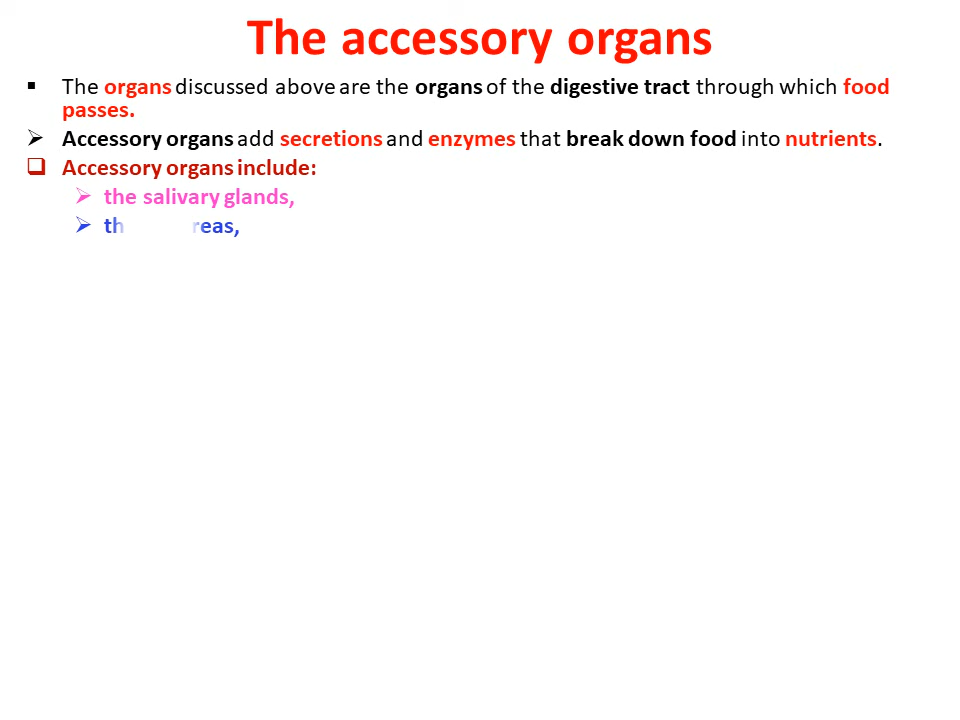 The accessory organs
The organs discussed above are the organs of the digestive tract through which food
passes.
Accessory organs add secretions and enzymes that break down food into nutrients.
Accessory organs include:
the salivary glands,